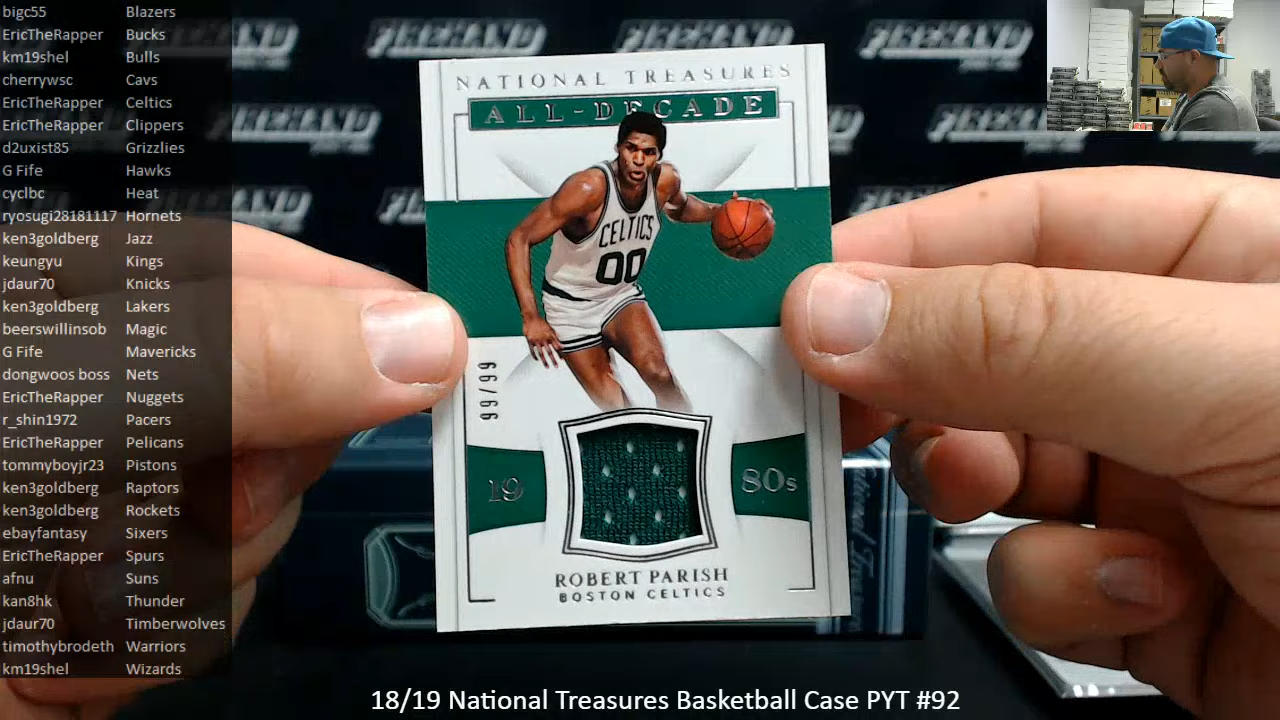 bigc55 Blazers
EricTheRapper Bucks
km19shel Bulls
cherrywsc Cavs
EricTheRapper Celtics
EricTheRapper Clippers
d2uxist85 Grizzlies
G Fife Hawks
cyclbc Heat
ryosugi28181117 Hornets
ken3goldberg Jazz
keungyu Kings
jdaur70 Knicks
ken3goldberg Lakers
beerswillinsob Magic
G Fife Mavericks
dongwoos boss Nets
EricTheRapper Nuggets
r_shin1972 Pacers
EricTheRapper Pelicans
tommyboyjr23 Pistons
ken3goldberg Raptors
ken3goldberg Rockets
ebayfantasy Sixers
EricTheRapper Spurs
afnu Suns
kan8hk Thunder
jdaur70 Timberwolves
timothybrodeth Warriors
km19shel Wizards
NATIONAL TREASURES
ALL-DECADE
CELTICS
00
99/99
19 80s
ROBERT PARISH
BOSTON CELTICS
18/19 National Treasures Basketball Case PYT #92